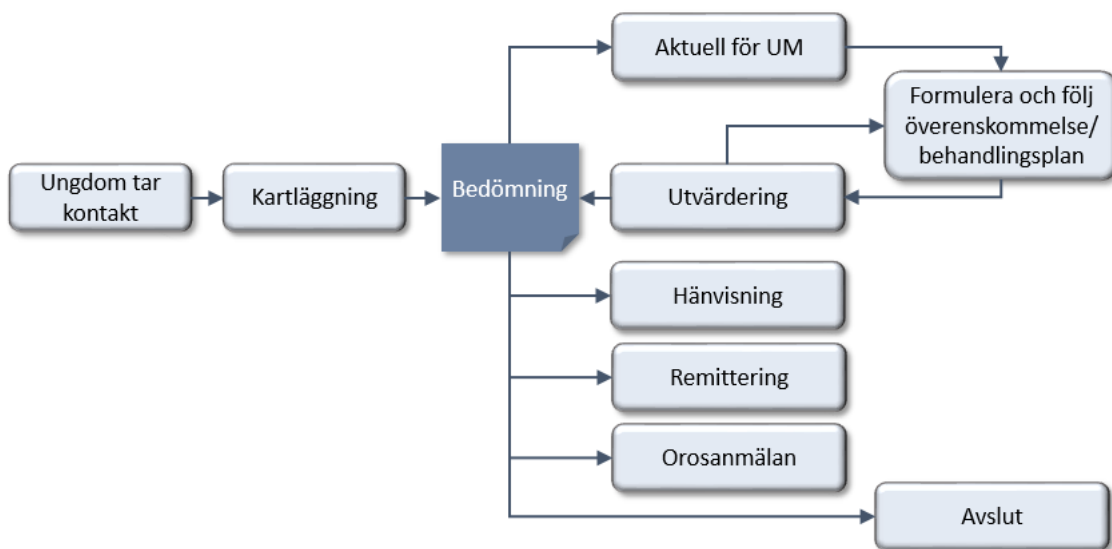 Aktuell för UM
Formulera och följ
överenskommelse/
behandlingsplan
Ungdom tar
kontakt
Kartläggning
Bedömning
Utvärdering
Hänvisning
Remittering
Orosanmälan
Avslut